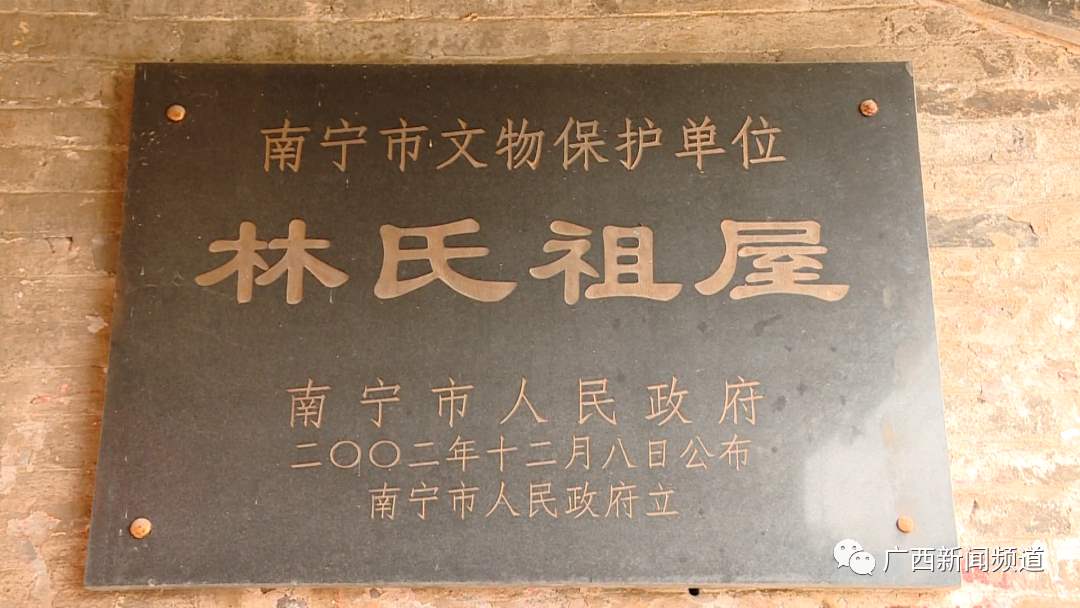 南宁市文物保护单位
林氏祖屋
南宁市人民政府
二〇〇二年十二月八日公布
南宁市人民政府立
广西新闻频道